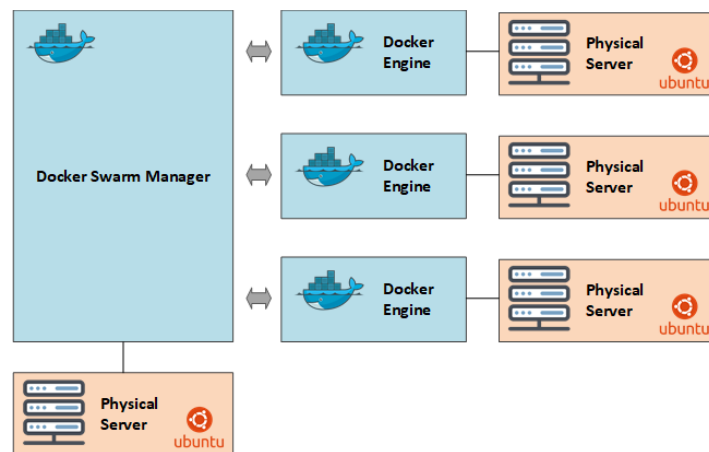 Docker Swarm Manager
Docker
Engine
Physical
Server
ubuntu
Docker
Engine
Physical
Server
ubuntu
Docker
Engine
Physical
Server
ubuntu
Physical
Server
ubuntu